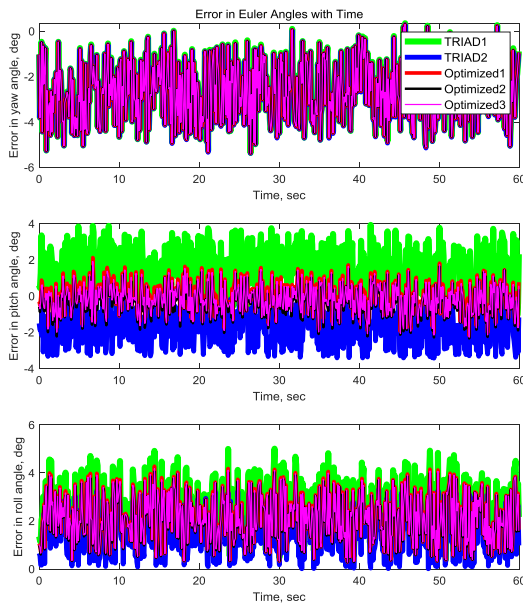 Error in Euler Angles with Time
Error in yaw angle, deg
0
-2
-4
-6
TRIAD1
TRIAD2
Optimized1
Optimized2
Optimized3
0 10 20 30 40 50 60
Time, sec
Error in pitch angle, deg
4
2
0
-2
-4
0 10 20 30 40 50 60
Time, sec
Error in roll angle, deg
6
4
2
0
0 10 20 30 40 50 60
Time, sec